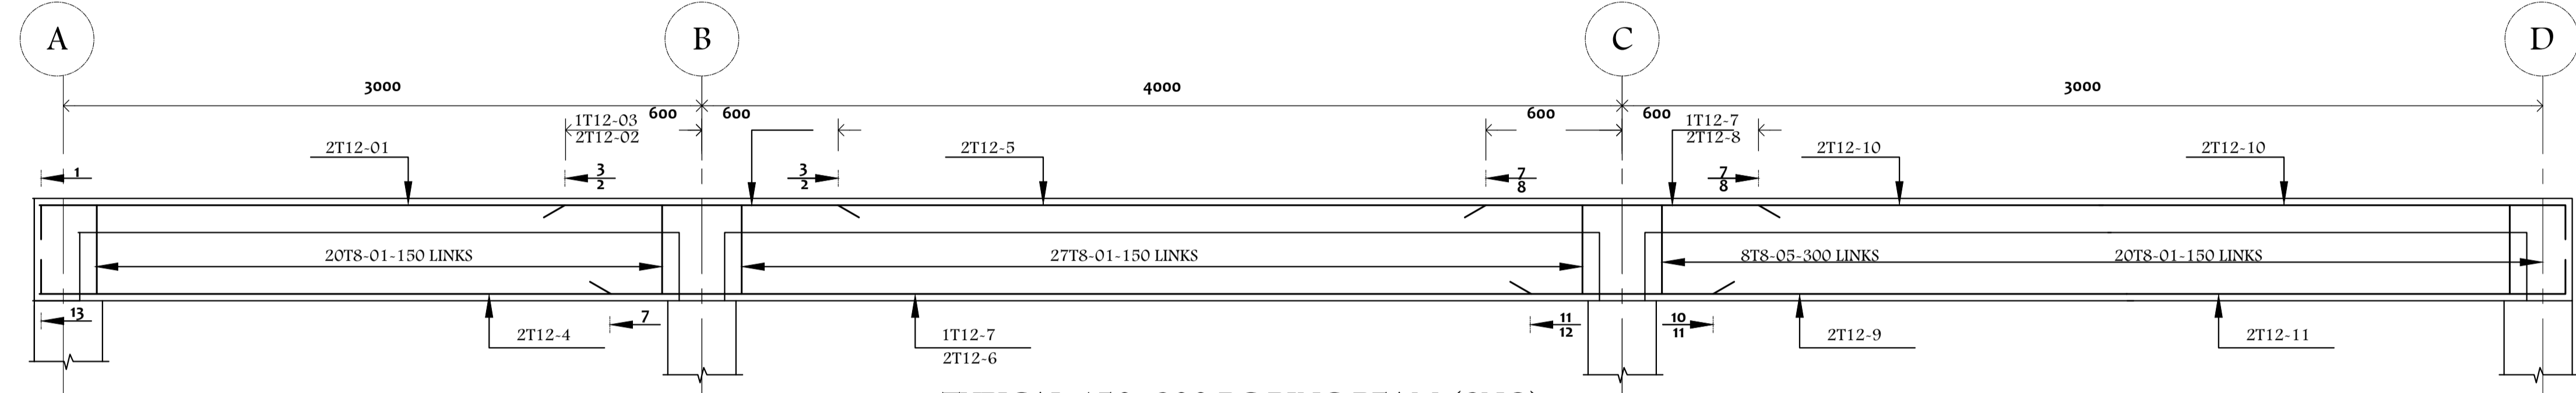 A B C D
3000 4000 3000
600 600 600 600
1T12-03
2T12-02
1T12-7
2T12-8
2T12-01 2T12-5 2T12-10 2T12-10
1 3 3 7 7
2 2 8 8
20T8-01-150 LINKS 27T8-01-150 LINKS 8T8-05-300 LINKS 20T8-01-150 LINKS
13 7 11 10
12 11
2T12-4 1T12-7 2T12-9 2T12-11
2T12-6